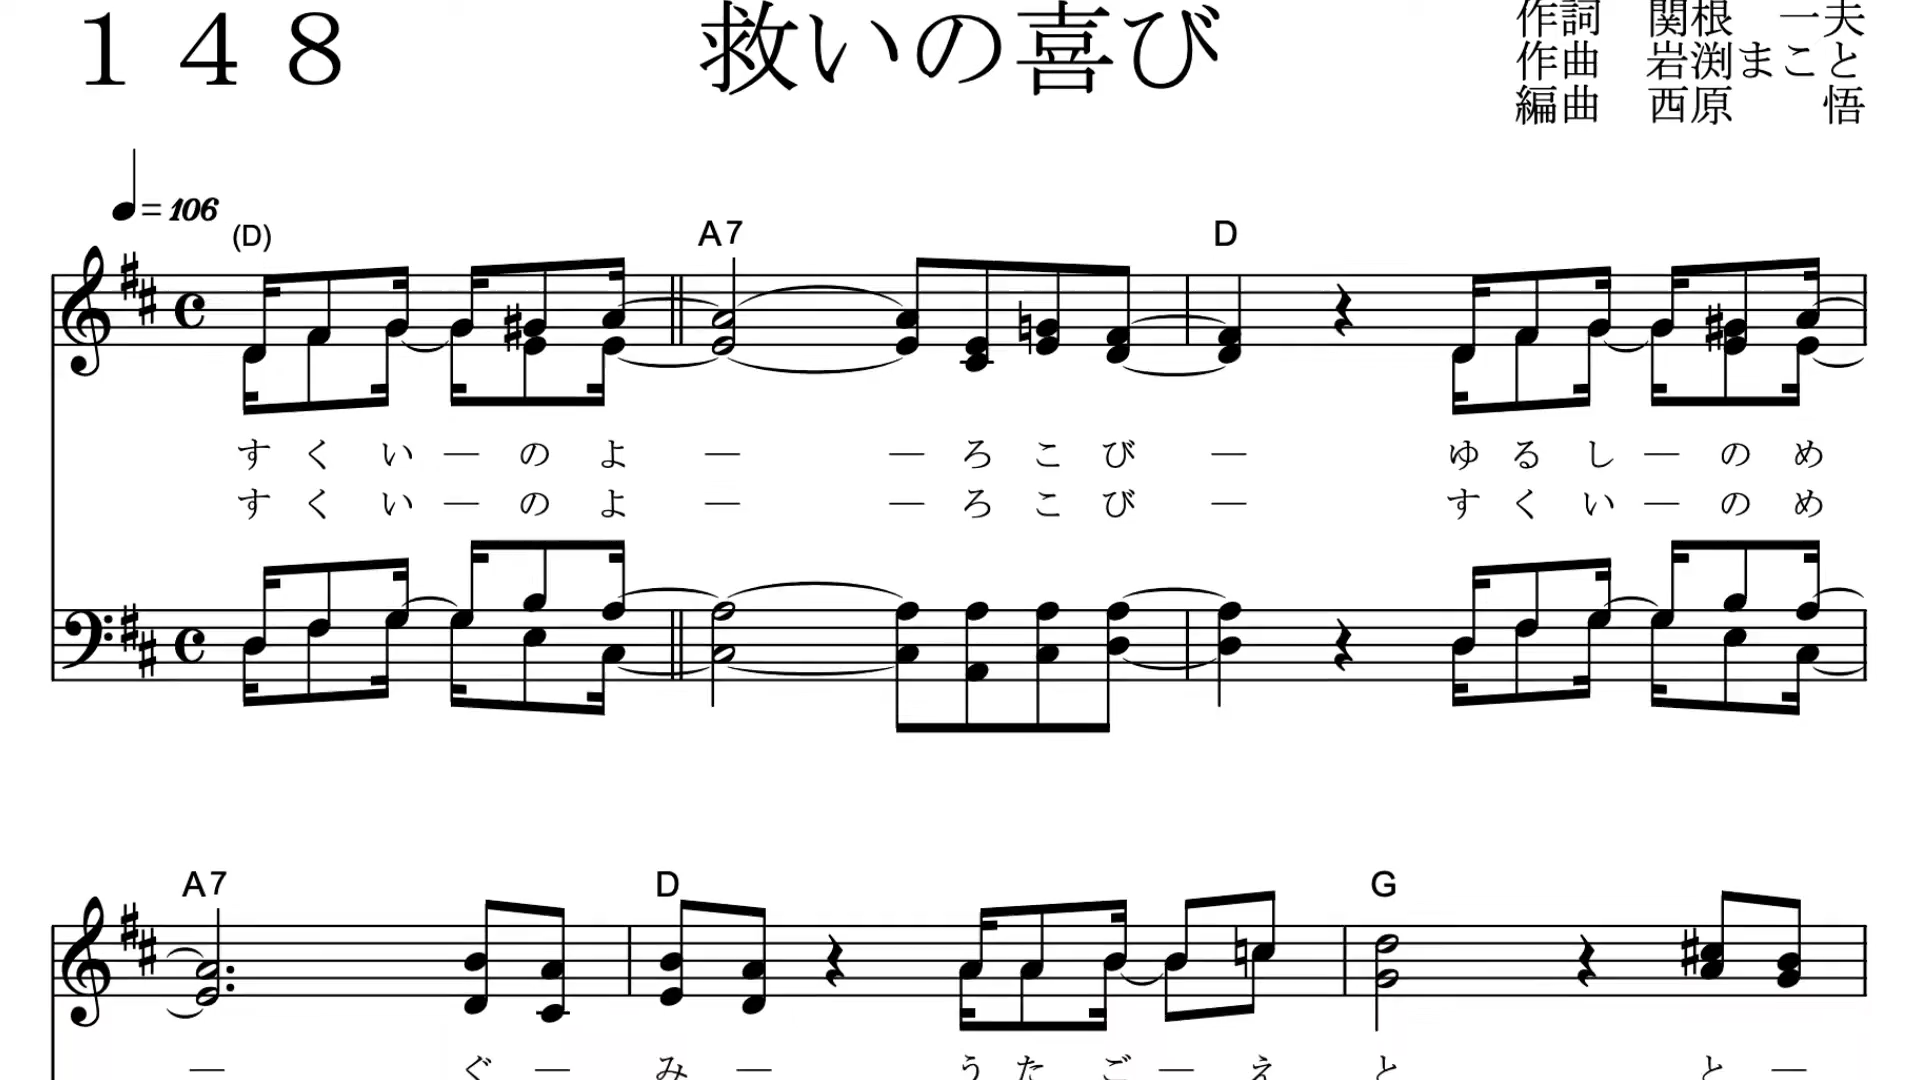 １４８
救いの喜び
作詞　関根　一夫
作曲　岩渕まこと
編曲　西原　　悟
= 106
(D) A7 D
すくい―のよ― ―ろこび― ゆるし―のめ
すくい―のよ― ―ろこび― すくい―のめ
A7 D G
― ぐ―み― うたご―えと と―